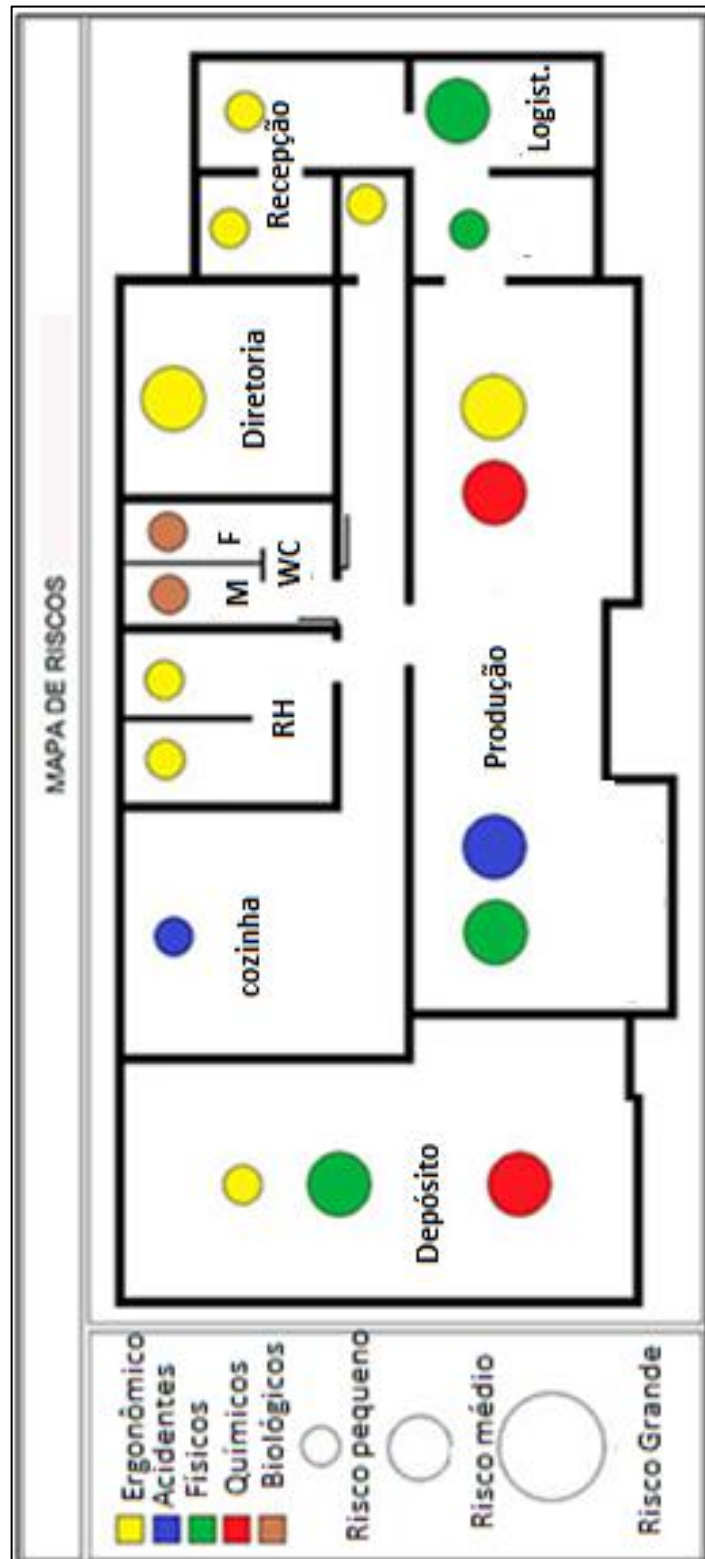 MAPA DE RISCOS
Recepção
Logist.
Diretoria
F
M
WC
RH
Produção
cozinha
Depósito
Ergonômico
Acidentes
Físicos
Químicos
Biológicos
Risco pequeno
Risco médio
Risco Grande